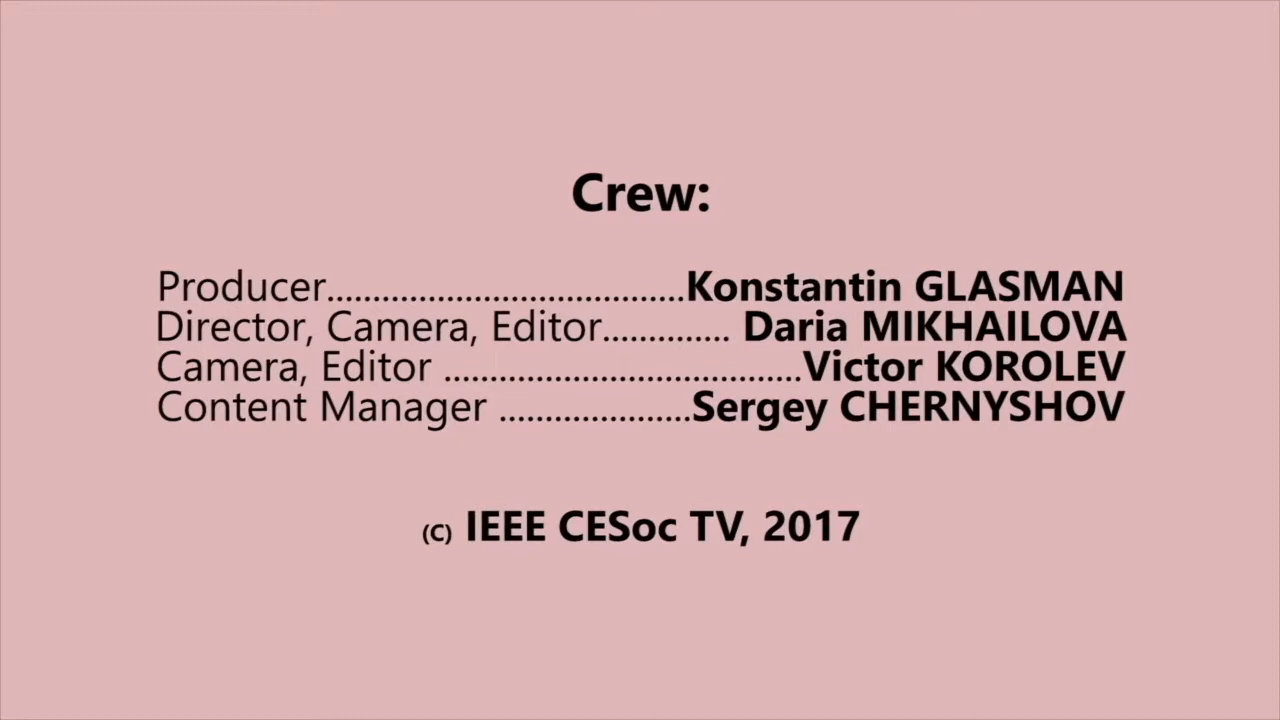 Crew:
Producer.......................................Konstantin GLASMAN
Director, Camera, Editor.............. Daria MIKHAILOVA
Camera, Editor .......................................Victor KOROLEV
Content Manager .....................Sergey CHERNYSHOV
(C) IEEE CESoc TV, 2017